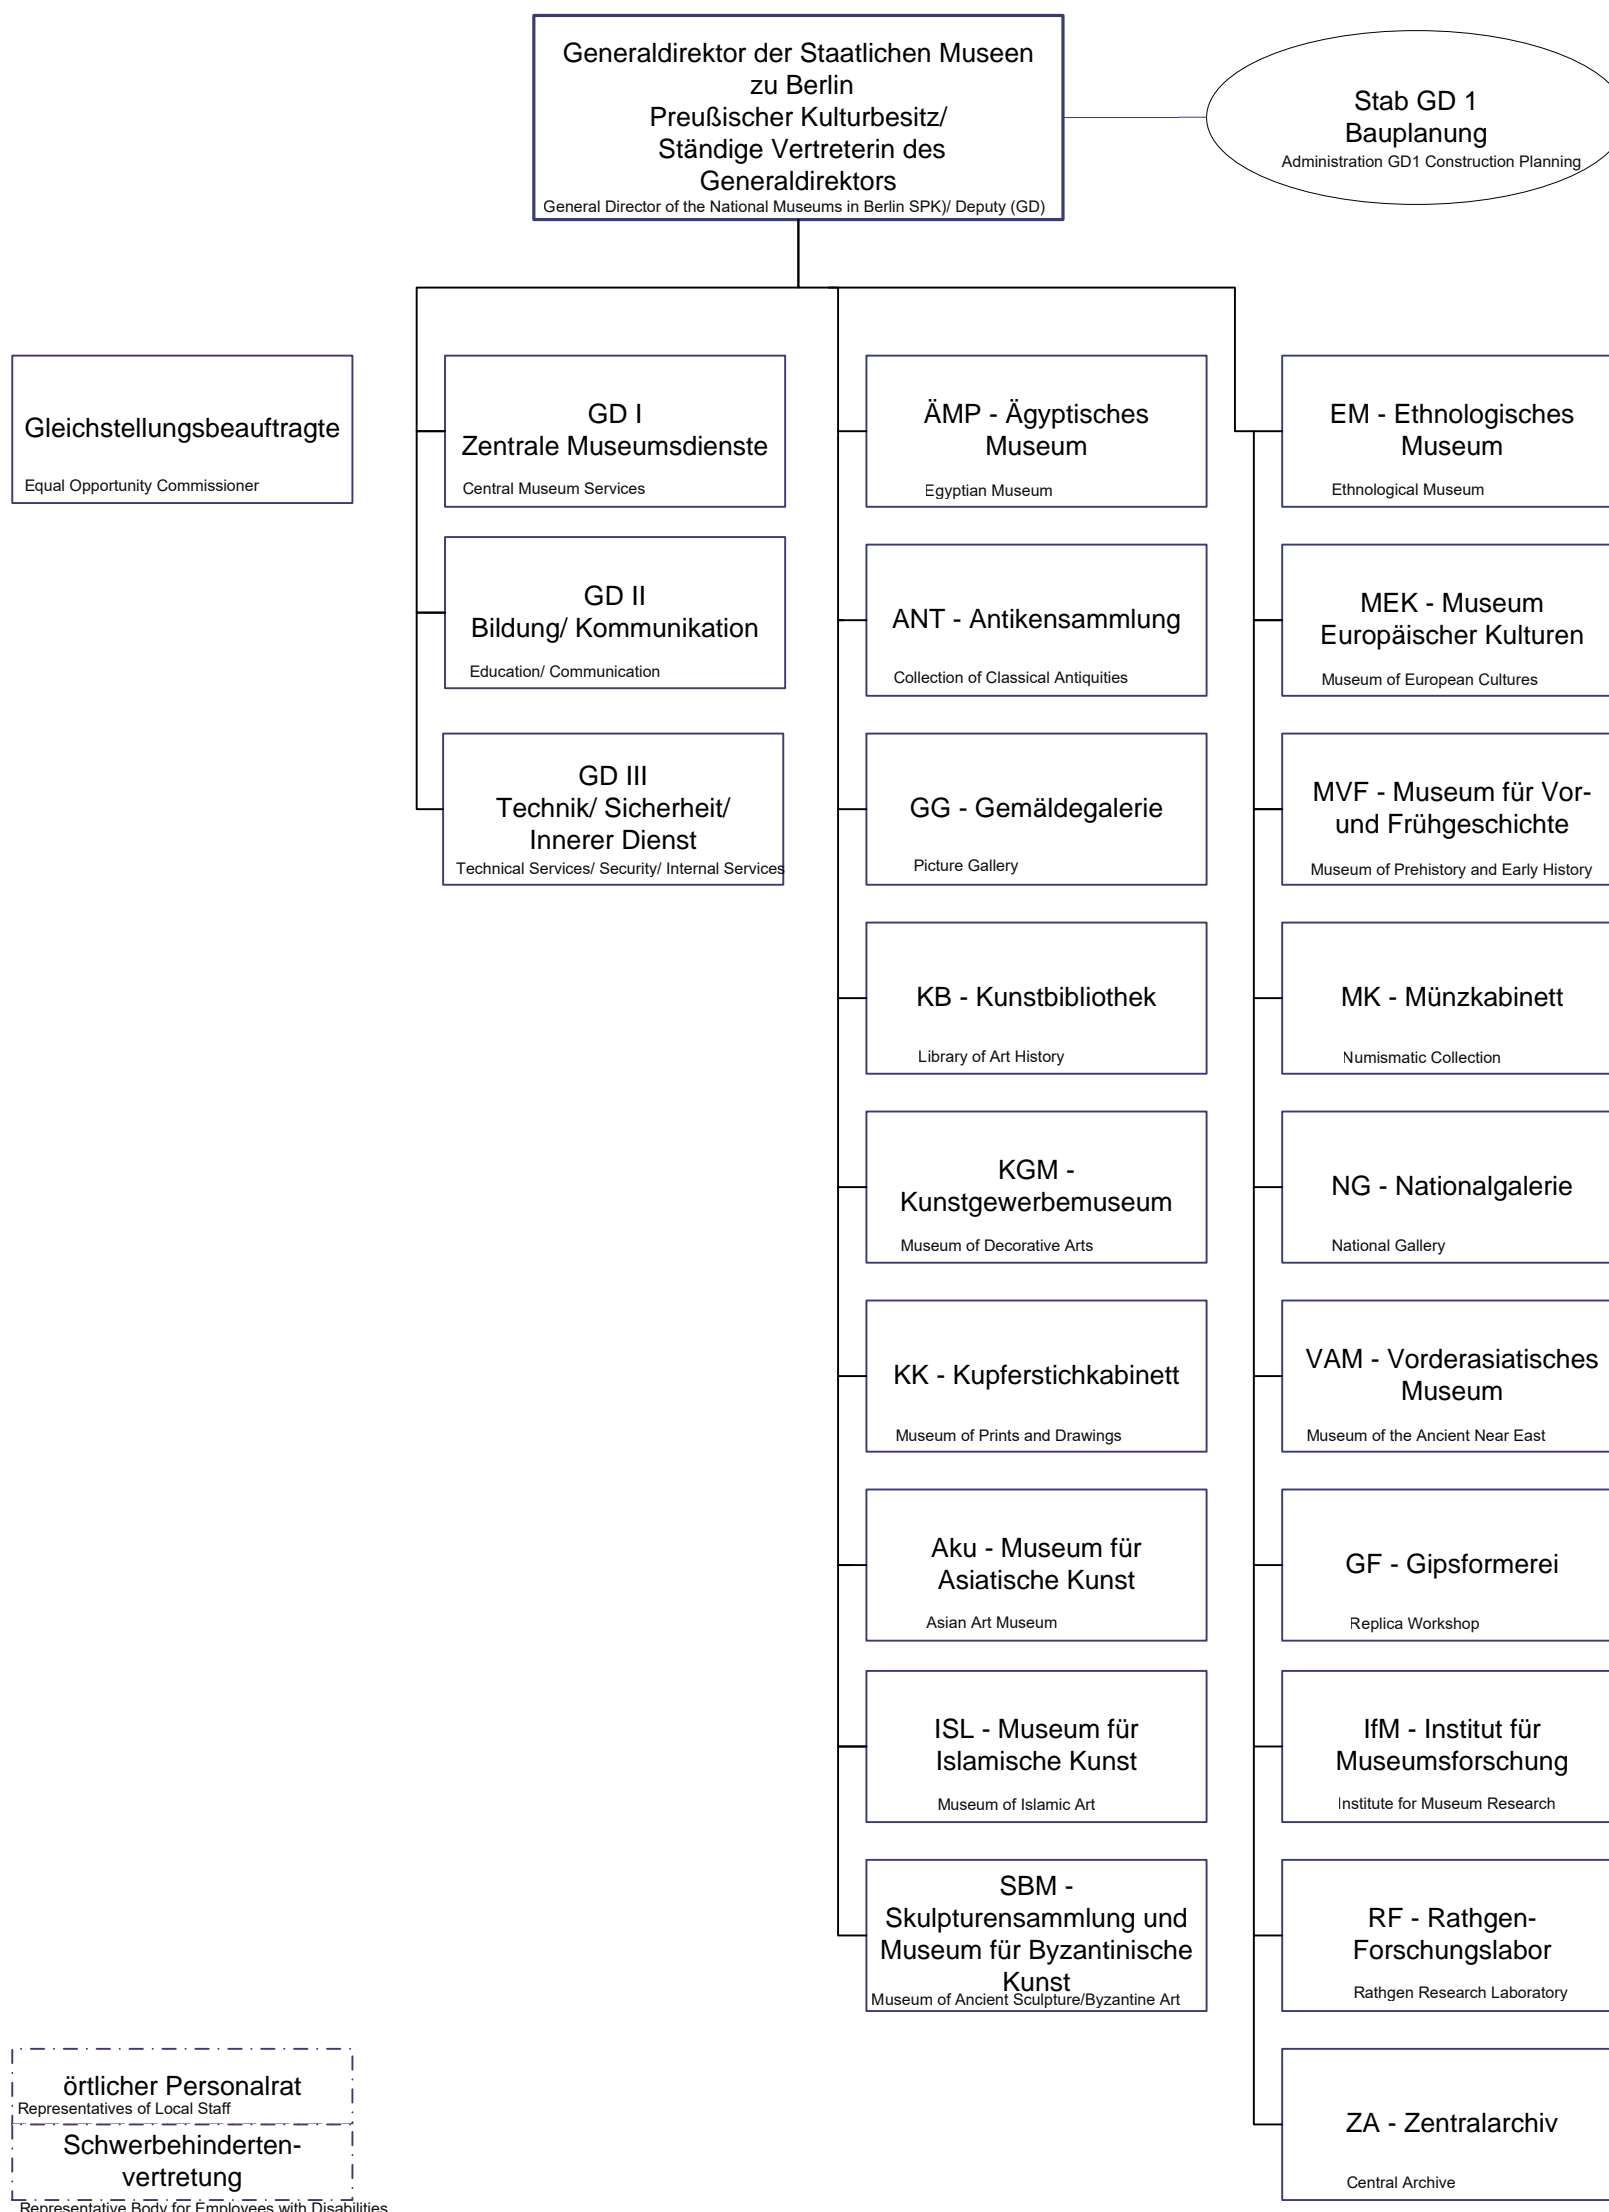 Generaldirektor der Staatlichen Museen
zu Berlin
Preußischer Kulturbesitz/
Ständige Vertreterin des
Generaldirektors
General Director of the National Museums in Berlin SPK)/ Deputy (GD)
Stab GD 1
Bauplanung
Administration GD1 Construction Planning
Gleichstellungsbeauftragte
Equal Opportunity Commissioner
GD I
Zentrale Museumsdienste
Central Museum Services
GD II
Bildung/ Kommunikation
Education/ Communication
GD III
Technik/ Sicherheit/
Innerer Dienst
Technical Services/ Security/ Internal Services
ÄMP - Ägyptisches
Museum
Egyptian Museum
ANT - Antikensammlung
Collection of Classical Antiquities
GG - Gemäldegalerie
Picture Gallery
KB - Kunstbibliothek
Library of Art History
KGM -
Kunstgewerbemuseum
Museum of Decorative Arts
KK - Kupferstichkabinett
Museum of Prints and Drawings
Aku - Museum für
Asiatische Kunst
Asian Art Museum
ISL - Museum für
Islamische Kunst
Museum of Islamic Art
SBM -
Skulpturensammlung und
Museum für Byzantinische
Kunst
Museum of Ancient Sculpture/Byzantine Art
EM - Ethnologisches
Museum
Ethnological Museum
MEK - Museum
Europäischer Kulturen
Museum of European Cultures
MVF - Museum für Vor-
und Frühgeschichte
Museum of Prehistory and Early History
MK - Münzkabinett
Numismatic Collection
NG - Nationalgalerie
National Gallery
VAM - Vorderasiatisches
Museum
Museum of the Ancient Near East
GF - Gipsformerei
Replica Workshop
IfM - Institut für
Museumsforschung
Institute for Museum Research
RF - Rathgen-
Forschungslabor
Rathgen Research Laboratory
ZA - Zentralarchiv
Central Archive
örtlicher Personalrat
Representatives of Local Staff
Schwerbehinderten-
vertretung
Representative Body for Employees with Disabilities